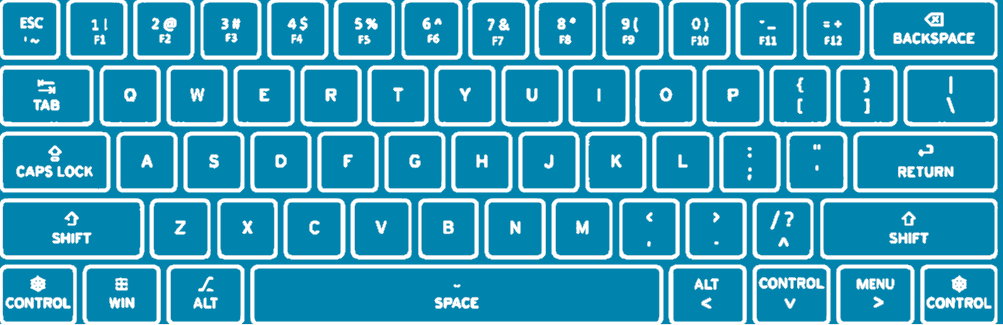 ESC 1 ! 2 @ 3 # 4 $ 5 % 6 ^ 7 & 8 * 9 ( 0 ) - _ = +
' ~ F1 F2 F3 F4 F5 F6 F7 F8 F9 F10 F11 F12 BACKSPACE
TAB Q W E R T Y U I O P { [ } ] | \
CAPS LOCK A S D F G H J K L : ; " ' RETURN
SHIFT Z X C V B N M < , > . / ? ^ SHIFT
CONTROL WIN ALT SPACE ALT < CONTROL v MENU > CONTROL